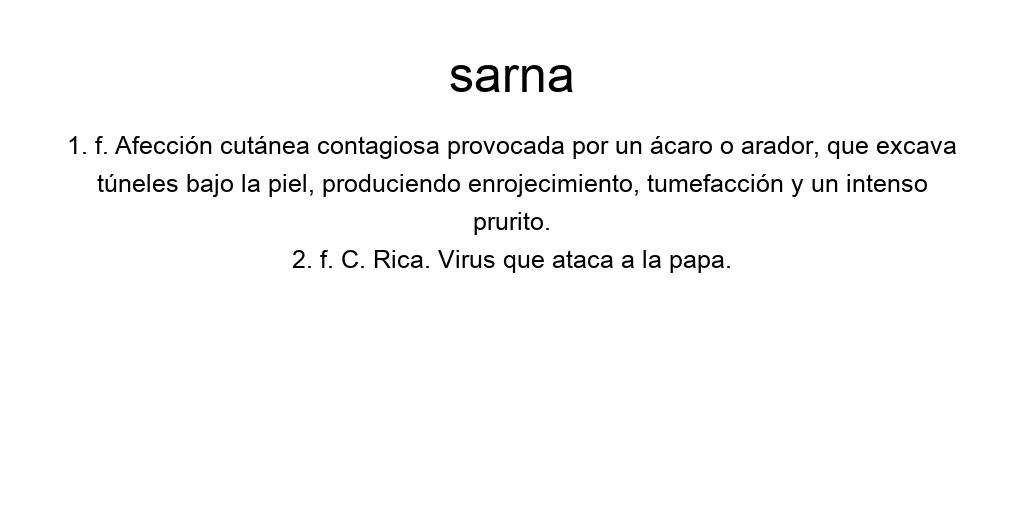 sarna
1. f. Afección cutánea contagiosa provocada por un ácaro o arador, que excava
túneles bajo la piel, produciendo enrojecimiento, tumefacción y un intenso
prurito.
2. f. C. Rica. Virus que ataca a la papa.